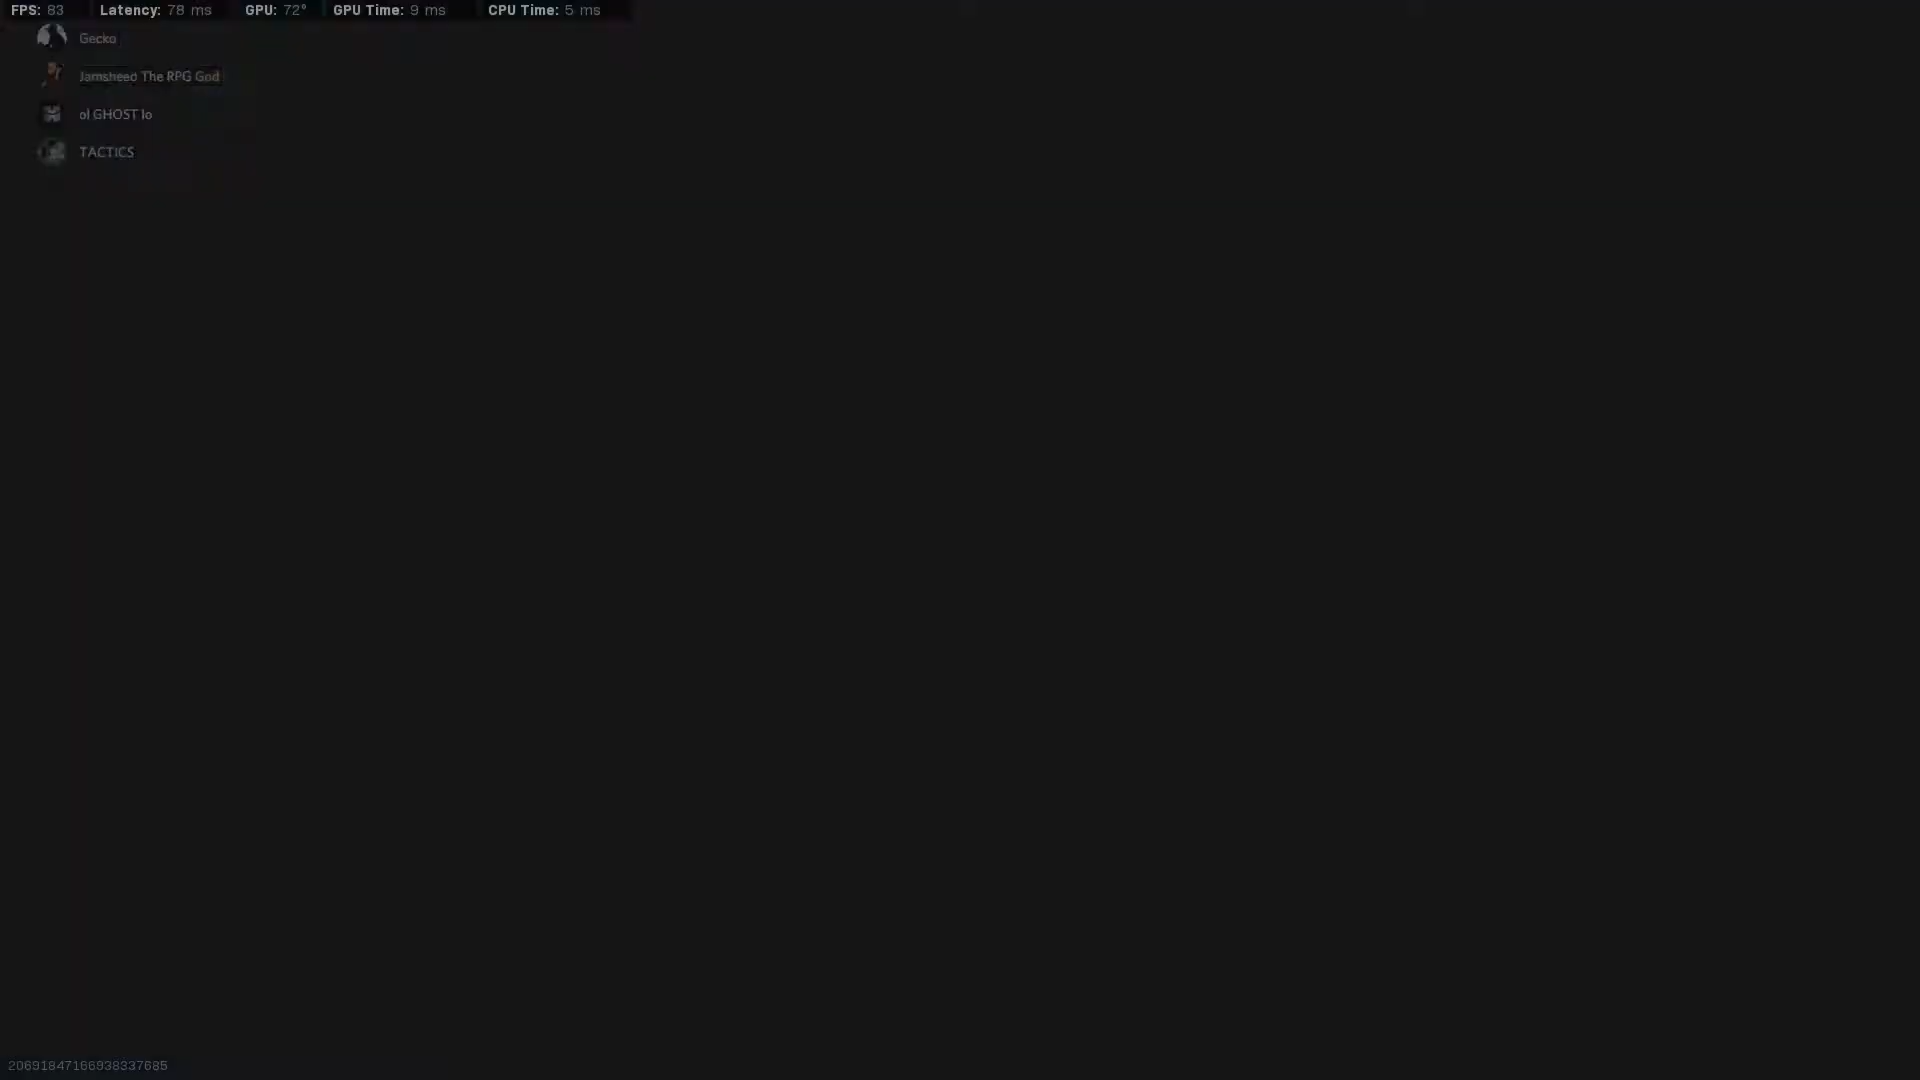 FPS: 83 Latency: 78 ms GPU: 72° GPU Time: 9 ms CPU Time: 5 ms
Gecko
Jamsheed The RPG God
ol GHOST lo
TACTICS
20691847166938337685